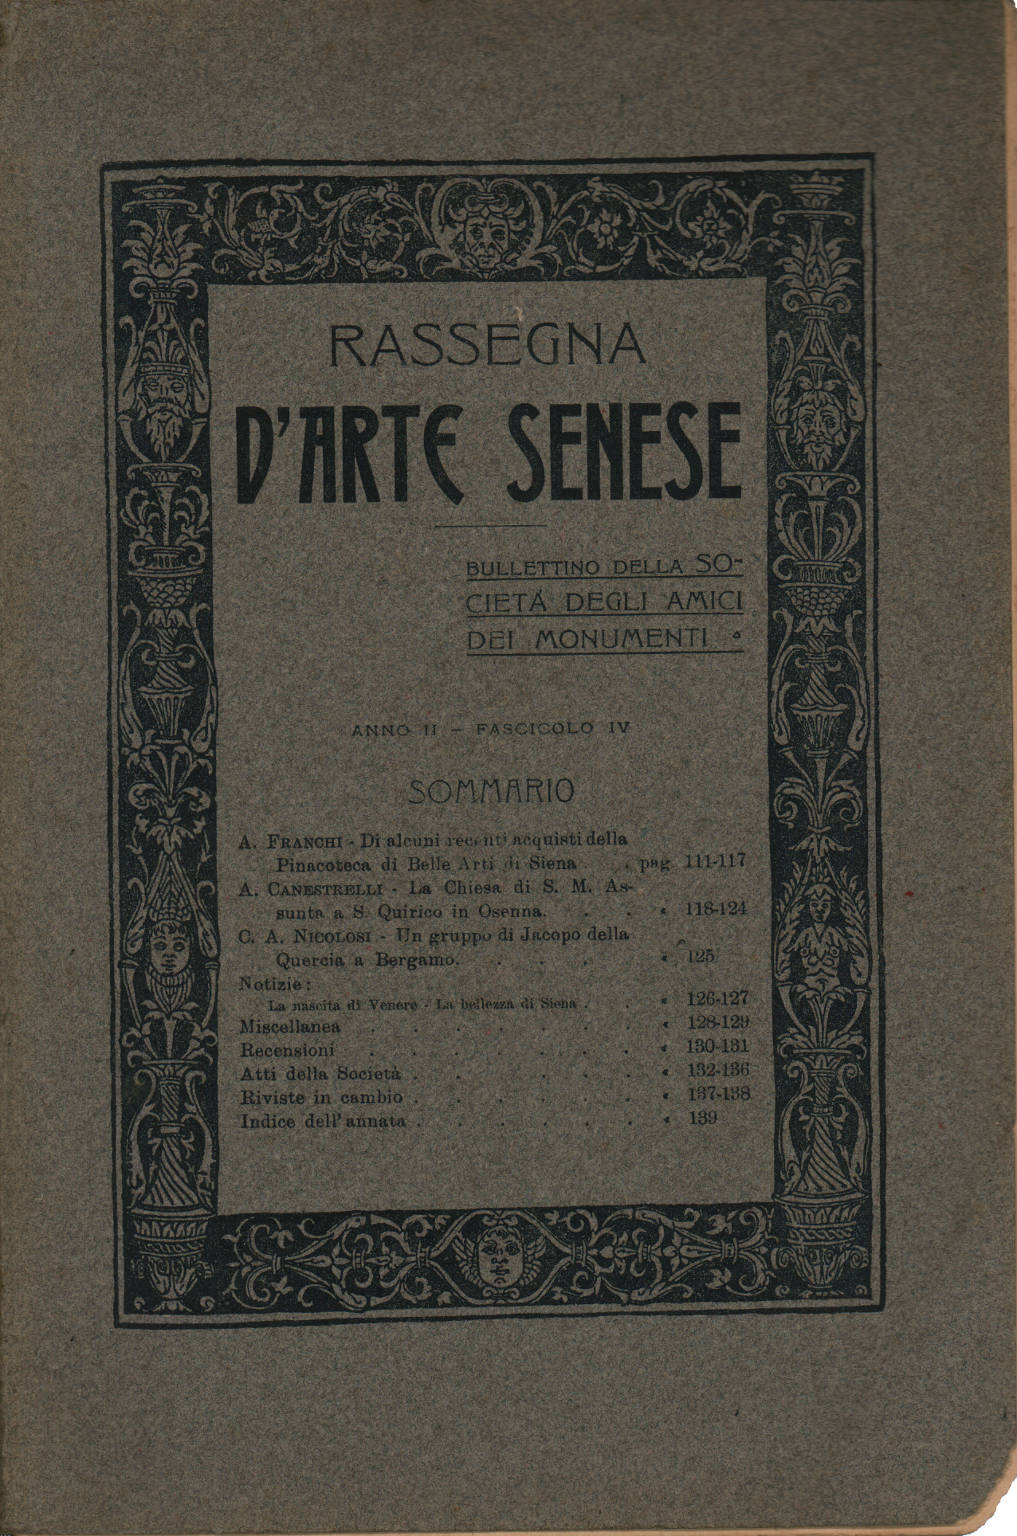 RASSEGNA
D'ARTE SENESE
BULLETTINO DELLA SO-
CIETÀ DEGLI AMICI
DEI MONUMENTI
ANNO II – FASCICOLO IV
SOMMARIO
A. FRANCHI - Di alcuni recenti acquisti della
Pinacoteca di Belle Arti di Siena . . pag. 111-117
A. CANESTRELLI - La Chiesa di S. M. As-
sunta a S. Quirico in Osenna. . . « 118-124
C. A. NICOLOSI - Un gruppo di Jacopo della
Quercia a Bergamo. . . . . « 125
Notizie:
La nascita di Venere - La bellezza di Siena . . « 126-127
Miscellanea . . . . . . . « 128-129
Recensioni . . . . . . . « 130-131
Atti della Società . . . . . . « 132-136
Riviste in cambio . . . . . . « 137-138
Indice dell'annata . . . . . . « 139